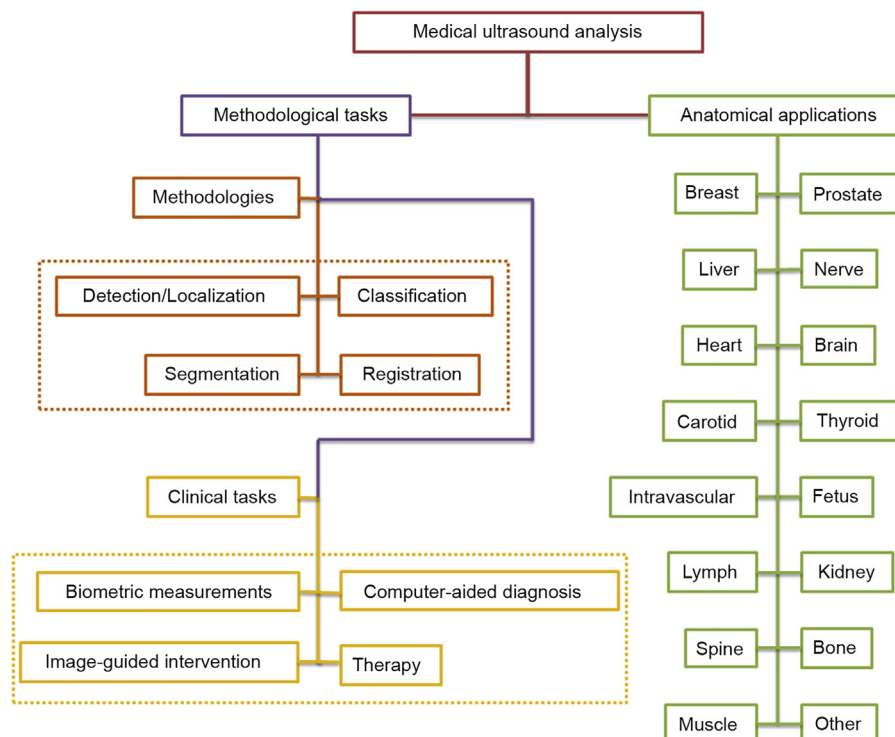 Medical ultrasound analysis
Methodological tasks
Anatomical applications
Methodologies
Detection/Localization
Classification
Segmentation
Registration
Clinical tasks
Biometric measurements
Computer-aided diagnosis
Image-guided intervention
Therapy
Breast
Prostate
Liver
Nerve
Heart
Brain
Carotid
Thyroid
Intravascular
Fetus
Lymph
Kidney
Spine
Bone
Muscle
Other